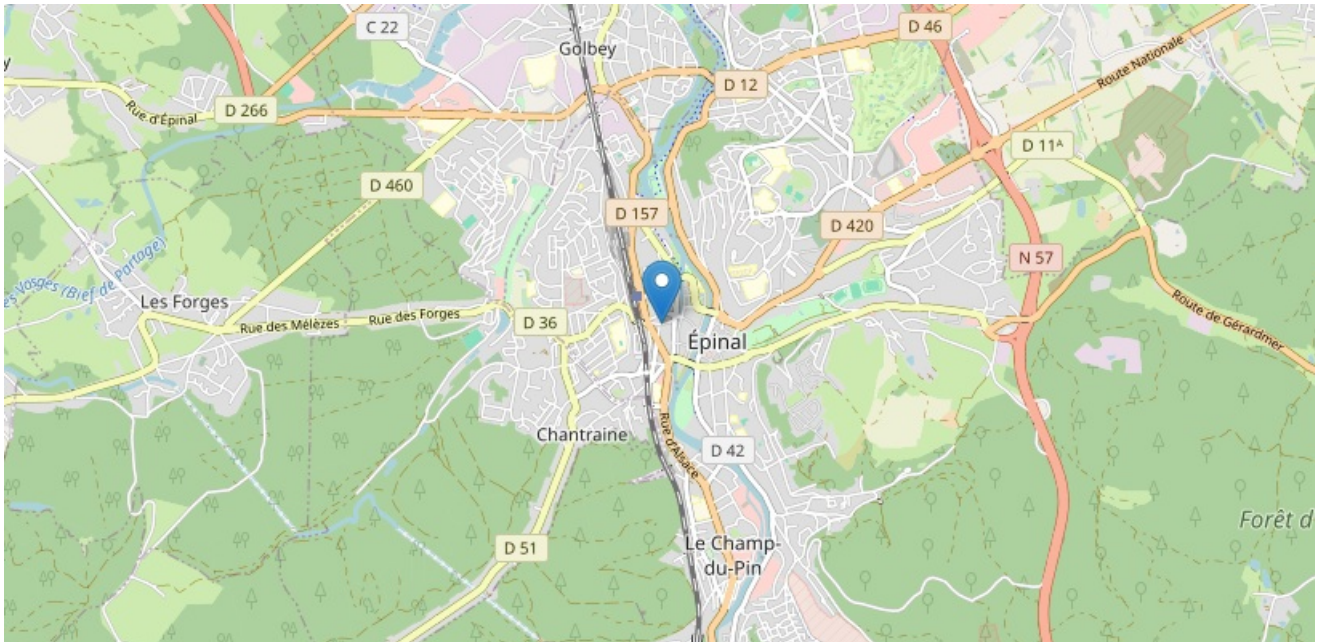 C 22
D 46
Golbey
y
Route Nationale
D 12
D 266
Rue d'Épinal
D 11ᴬ
D 460
D 157
D 420
N 57
es Vosges (Bief de Partage)
Les Forges
Rue des Mélèzes
Rue des Forges
D 36
Route de Gérardmer
Épinal
Chantraine
Rue d'Alsace
D 42
Forêt d
D 51
Le Champ-
du-Pin